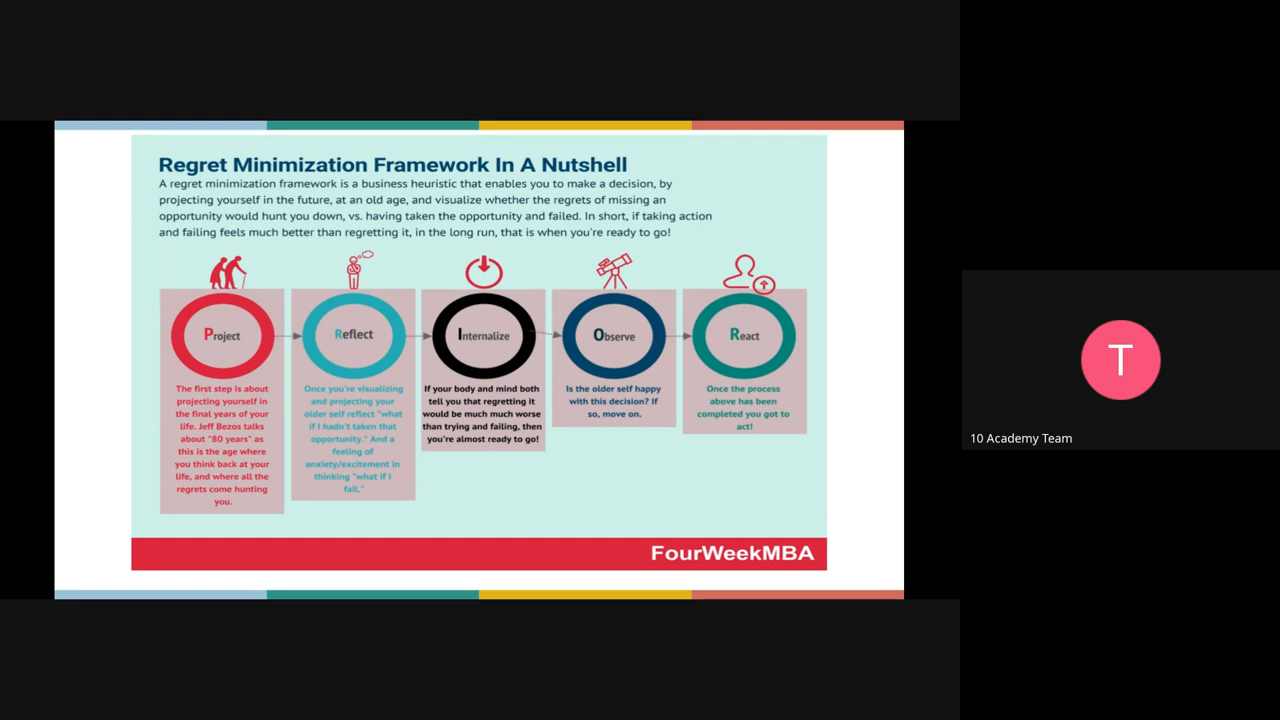 Regret Minimization Framework In A Nutshell
A regret minimization framework is a business heuristic that enables you to make a decision, by
projecting yourself in the future, at an old age, and visualize whether the regrets of missing an
opportunity would hunt you down, vs. having taken the opportunity and failed. In short, if taking action
and failing feels much better than regretting it, in the long run, that is when you're ready to go!
Project
The first step is about
projecting yourself in
the final years of your
life. Jeff Bezos talks
about "80 years" as
this is the age where
you think back at your
life, and where all the
regrets come hunting
you.
Reflect
Once you're visualizing
and projecting your
older self reflect "what
if I hadn't taken that
opportunity." And a
feeling of
anxiety/excitement in
thinking "what if I
fail."
Internalize
If your body and mind both
tell you that regretting it
would be much much worse
than trying and failing, then
you're almost ready to go!
Observe
Is the older self happy
with this decision? If
so, move on.
React
Once the process
above has been
completed you got to
act!
FourWeekMBA
T
10 Academy Team